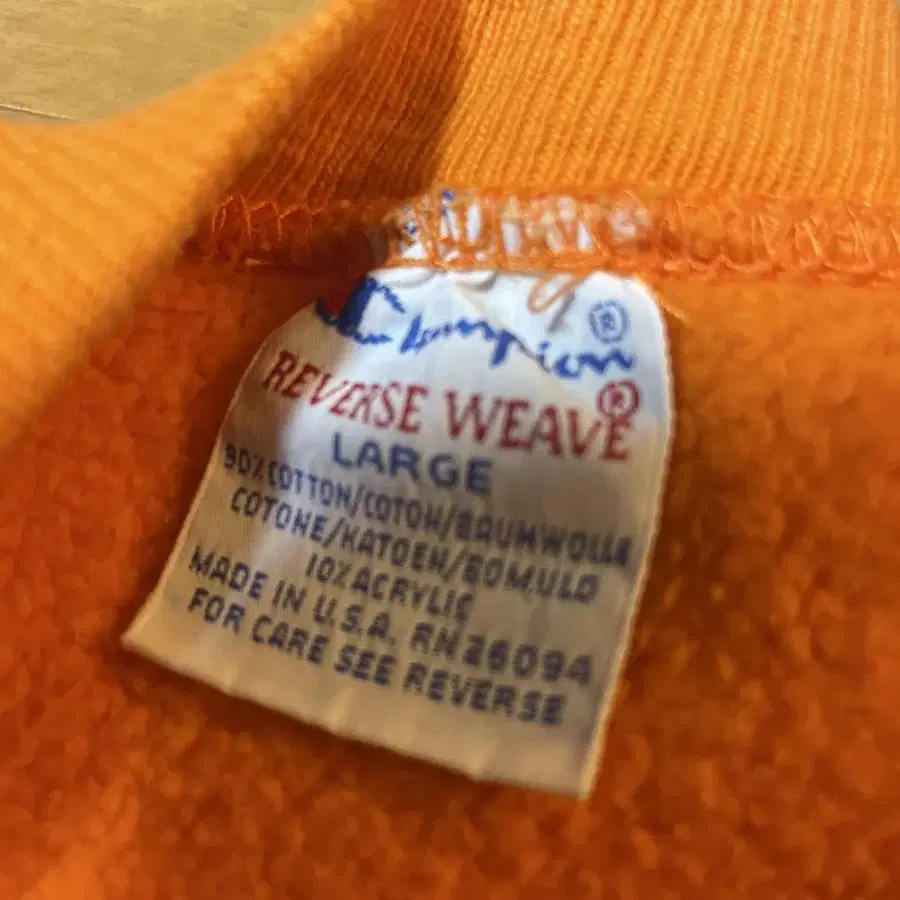 Champion ®
REVERSE WEAVE ®
LARGE
90% COTTON/COTOH/BAUMWOLLE
COTONE/KATOEN/BOMULD
10% ACRYLIC
MADE IN U.S.A. RN26094
FOR CARE SEE REVERSE